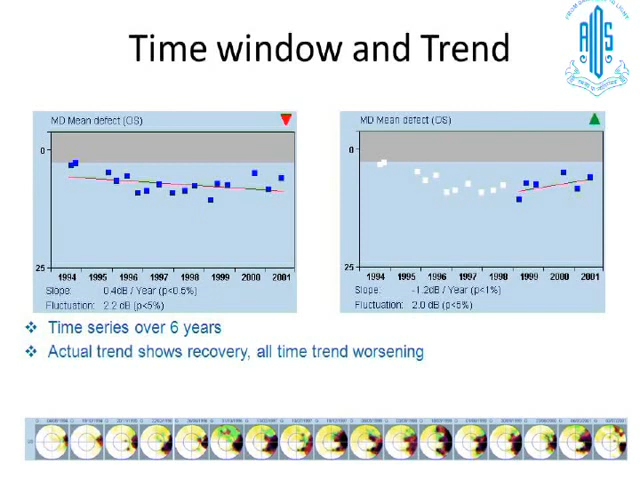 Time window and Trend
AIOS
MD Mean defect (OS)
0
25
1994 1995 1996 1997 1998 1999 2000 2001
Slope: 0.4dB / Year (p<0.5%)
Fluctuation: 2.2 dB (p<5%)
MD Mean defect (OS)
0
25
1994 1995 1996 1997 1998 1999 2000 2001
Slope: -1.2dB / Year (p<1%)
Fluctuation: 2.0 dB (p<5%)
❖ Time series over 6 years
❖ Actual trend shows recovery, all time trend worsening